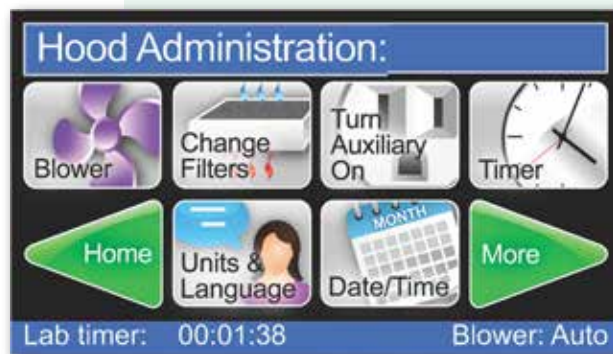 Hood Administration:
Blower
Change
Filters
Turn
Auxiliary
On
Timer
Home
Units &
Language
MONTH
Date/Time
More
Lab timer: 00:01:38 Blower: Auto